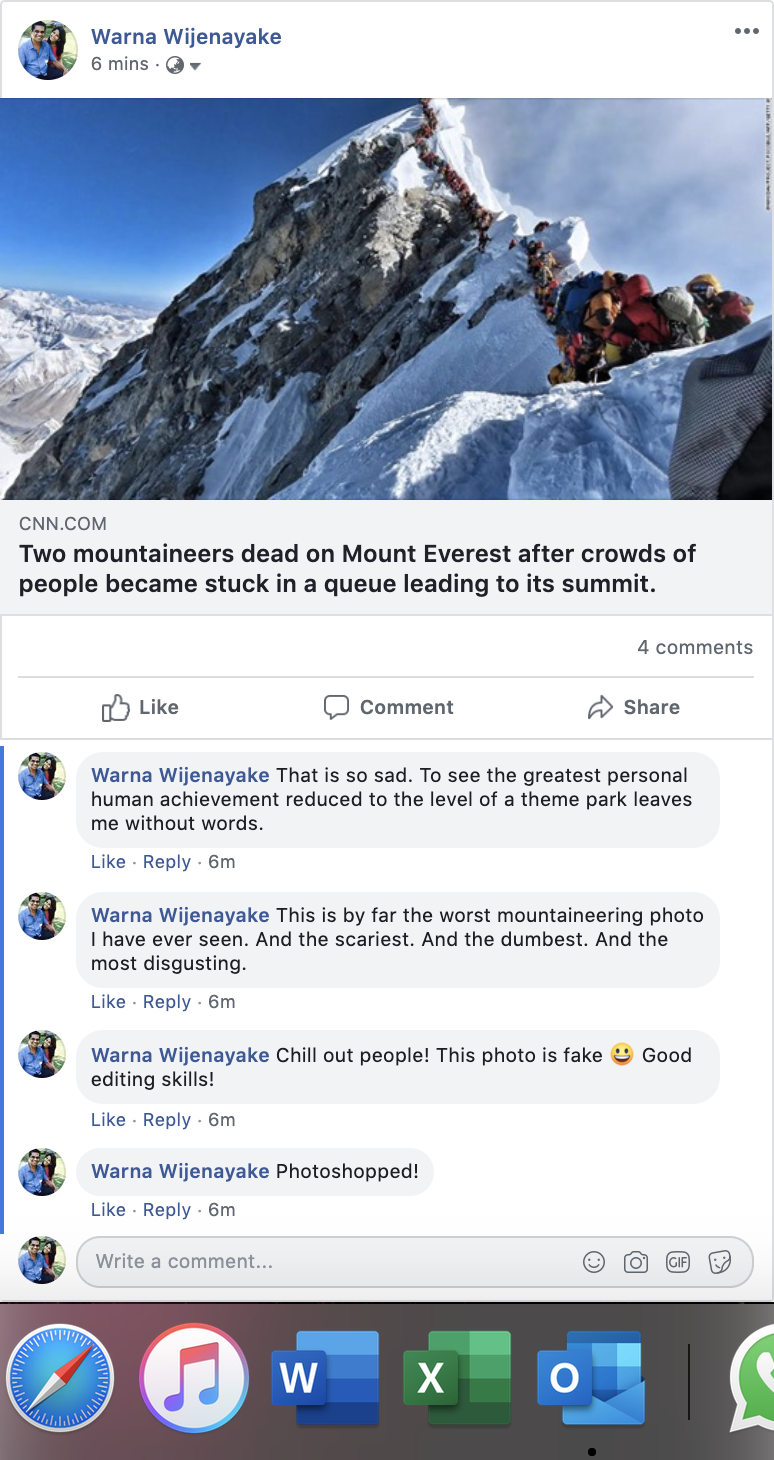 Warna Wijenayake
6 mins ·
CNN.COM
Two mountaineers dead on Mount Everest after crowds of
people became stuck in a queue leading to its summit.
4 comments
Like Comment Share
Warna Wijenayake That is so sad. To see the greatest personal
human achievement reduced to the level of a theme park leaves
me without words.
Like · Reply · 6m
Warna Wijenayake This is by far the worst mountaineering photo
I have ever seen. And the scariest. And the dumbest. And the
most disgusting.
Like · Reply · 6m
Warna Wijenayake Chill out people! This photo is fake 😃 Good
editing skills!
Like · Reply · 6m
Warna Wijenayake Photoshopped!
Like · Reply · 6m
Write a comment... GIF
W X O